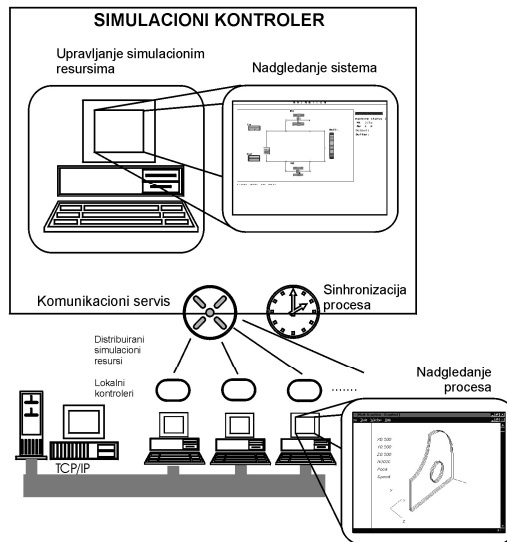 SIMULACIONI KONTROLER
Upravljanje simulacionim
resursima
Nadgledanje sistema
Komunikacioni servis
Sinhronizacija
procesa
Distribuirani
simulacioni
resursi
Lokalni
kontroleri
.......
Nadgledanje
procesa
TCP/IP